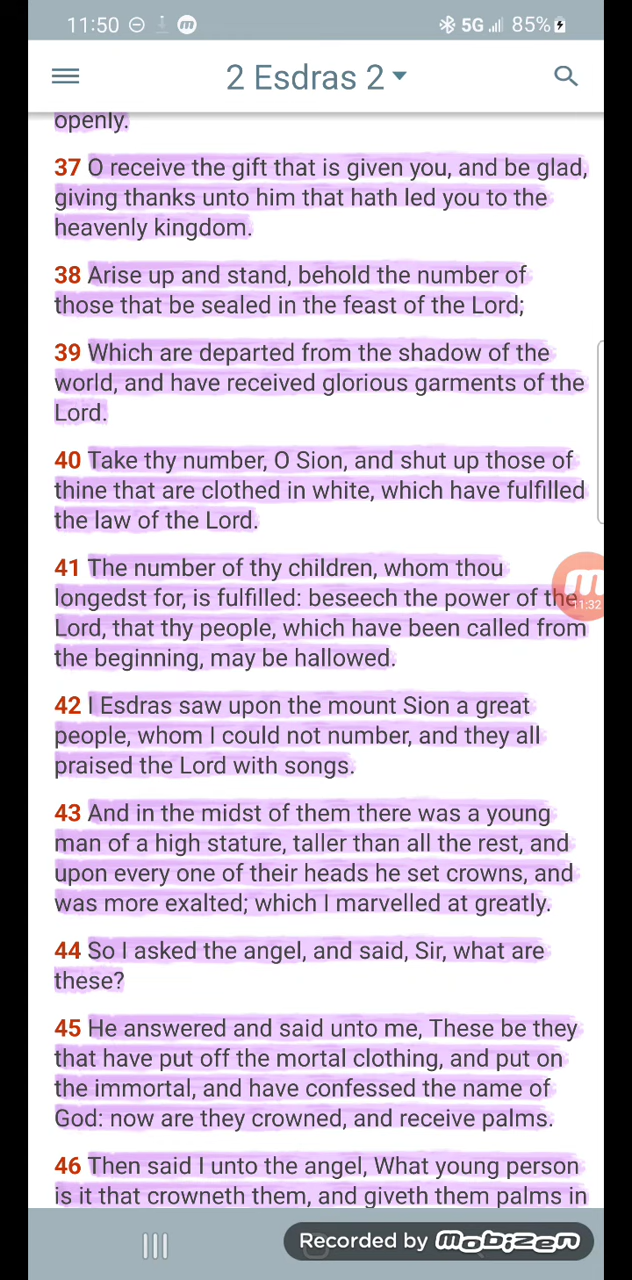 11:50 5G 85%
2 Esdras 2
openly.
37 O receive the gift that is given you, and be glad,
giving thanks unto him that hath led you to the
heavenly kingdom.
38 Arise up and stand, behold the number of
those that be sealed in the feast of the Lord;
39 Which are departed from the shadow of the
world, and have received glorious garments of the
Lord.
40 Take thy number, O Sion, and shut up those of
thine that are clothed in white, which have fulfilled
the law of the Lord.
41 The number of thy children, whom thou
longedst for, is fulfilled: beseech the power of the
11:32
Lord, that thy people, which have been called from
the beginning, may be hallowed.
42 I Esdras saw upon the mount Sion a great
people, whom I could not number, and they all
praised the Lord with songs.
43 And in the midst of them there was a young
man of a high stature, taller than all the rest, and
upon every one of their heads he set crowns, and
was more exalted; which I marvelled at greatly.
44 So I asked the angel, and said, Sir, what are
these?
45 He answered and said unto me, These be they
that have put off the mortal clothing, and put on
the immortal, and have confessed the name of
God: now are they crowned, and receive palms.
46 Then said I unto the angel, What young person
is it that crowneth them, and giveth them palms in
Recorded by mobizen